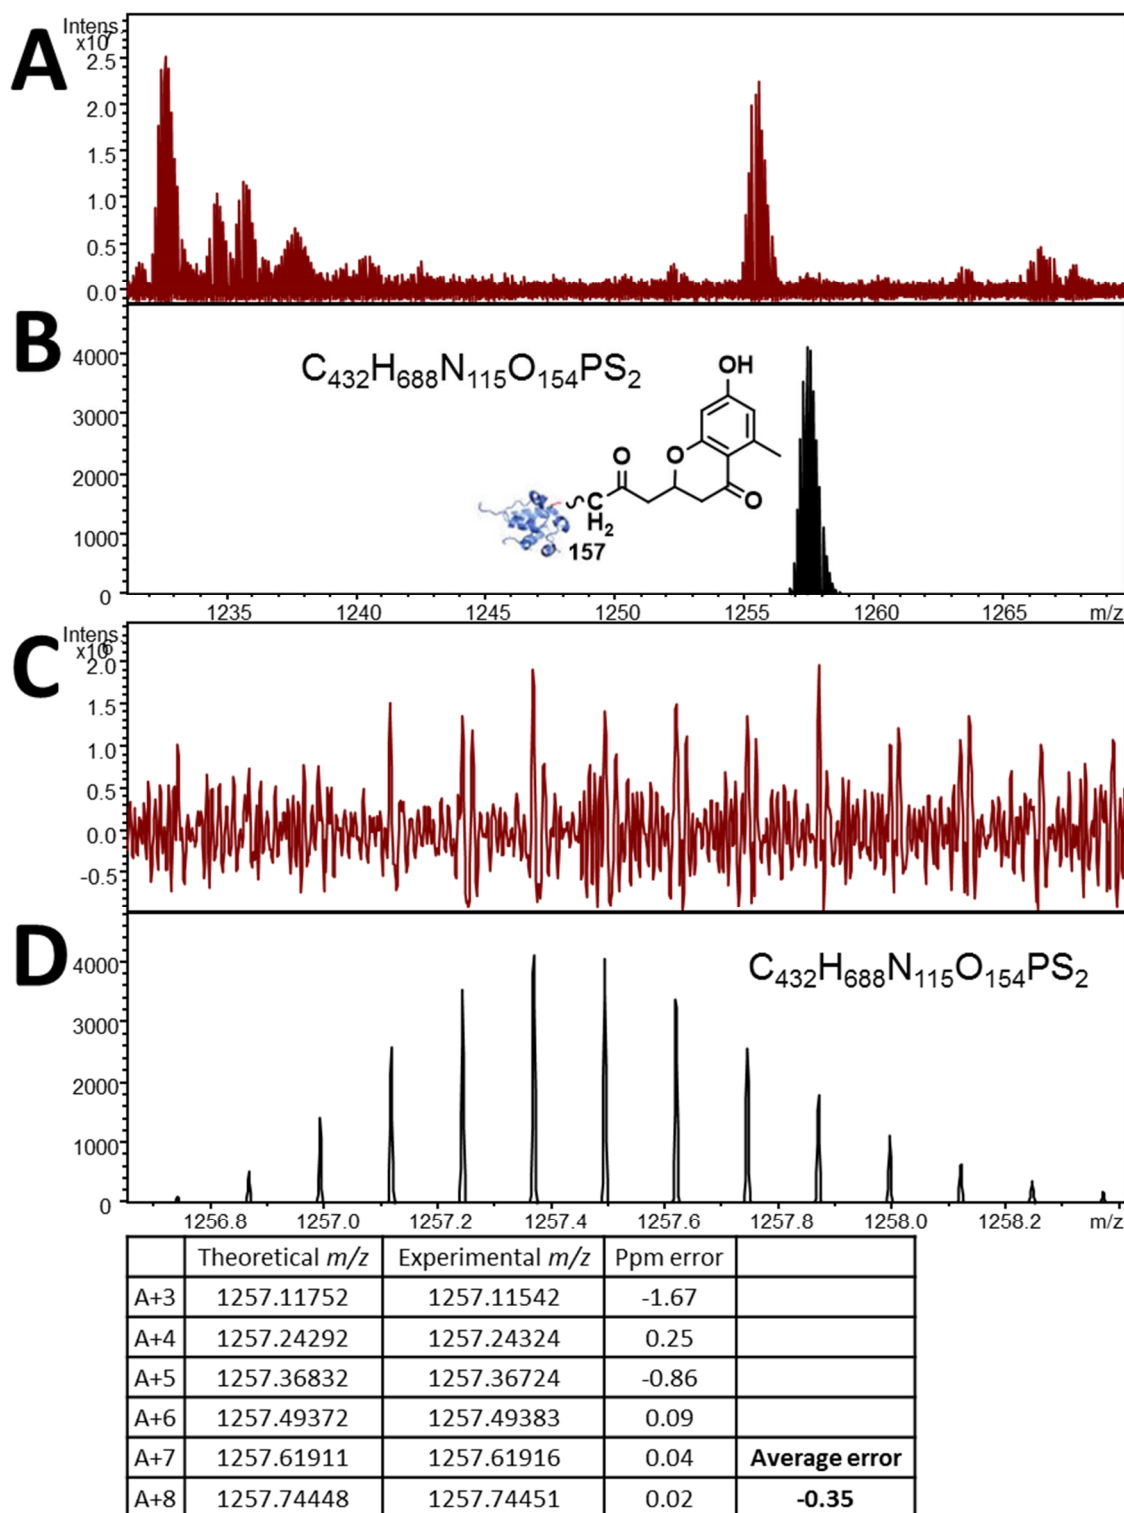 A
Intens
x10
2.5
2.0
1.5
1.0
0.5
0.0
B
4000
3000
2000
1000
0
C₄₃₂H₆₈₈N₁₁₅O₁₅₄PS₂
OH
O
O
O
C
H₂
157
1235 1240 1245 1250 1255 1260 1265 m/z
C
Intens
2.0
1.5
1.0
0.5
0.0
-0.5
D
4000
3000
2000
1000
0
C₄₃₂H₆₈₈N₁₁₅O₁₅₄PS₂
1256.8 1257.0 1257.2 1257.4 1257.6 1257.8 1258.0 1258.2 m/z
Theoretical m/z Experimental m/z Ppm error
A+3 1257.11752 1257.11542 -1.67
A+4 1257.24292 1257.24324 0.25
A+5 1257.36832 1257.36724 -0.86
A+6 1257.49372 1257.49383 0.09
A+7 1257.61911 1257.61916 0.04 Average error
A+8 1257.74448 1257.74451 0.02 -0.35